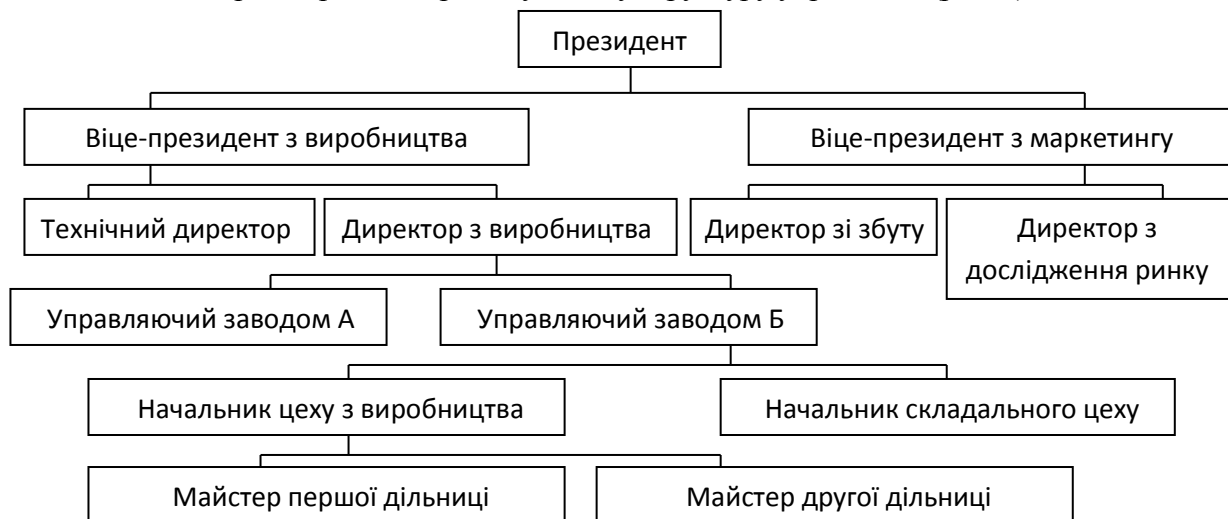 Президент
Віце-президент з виробництва
Віце-президент з маркетингу
Технічний директор
Директор з виробництва
Директор зі збуту
Директор з
дослідження ринку
Управляючий заводом А
Управляючий заводом Б
Начальник цеху з виробництва
Начальник складального цеху
Майстер першої дільниці
Майстер другої дільниці